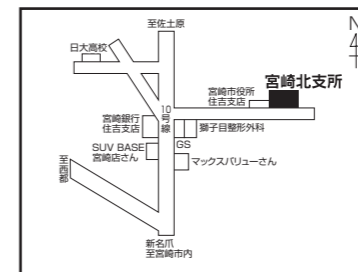 至佐土原
日大高校
N
4
T
宮崎北支所
宮崎市役所
住吉支店
10号線
宮崎銀行
住吉支店
獅子目整形外科
GS
SUV BASE
宮崎店さん
マックスバリューさん
至西都
新名爪
至宮崎市内